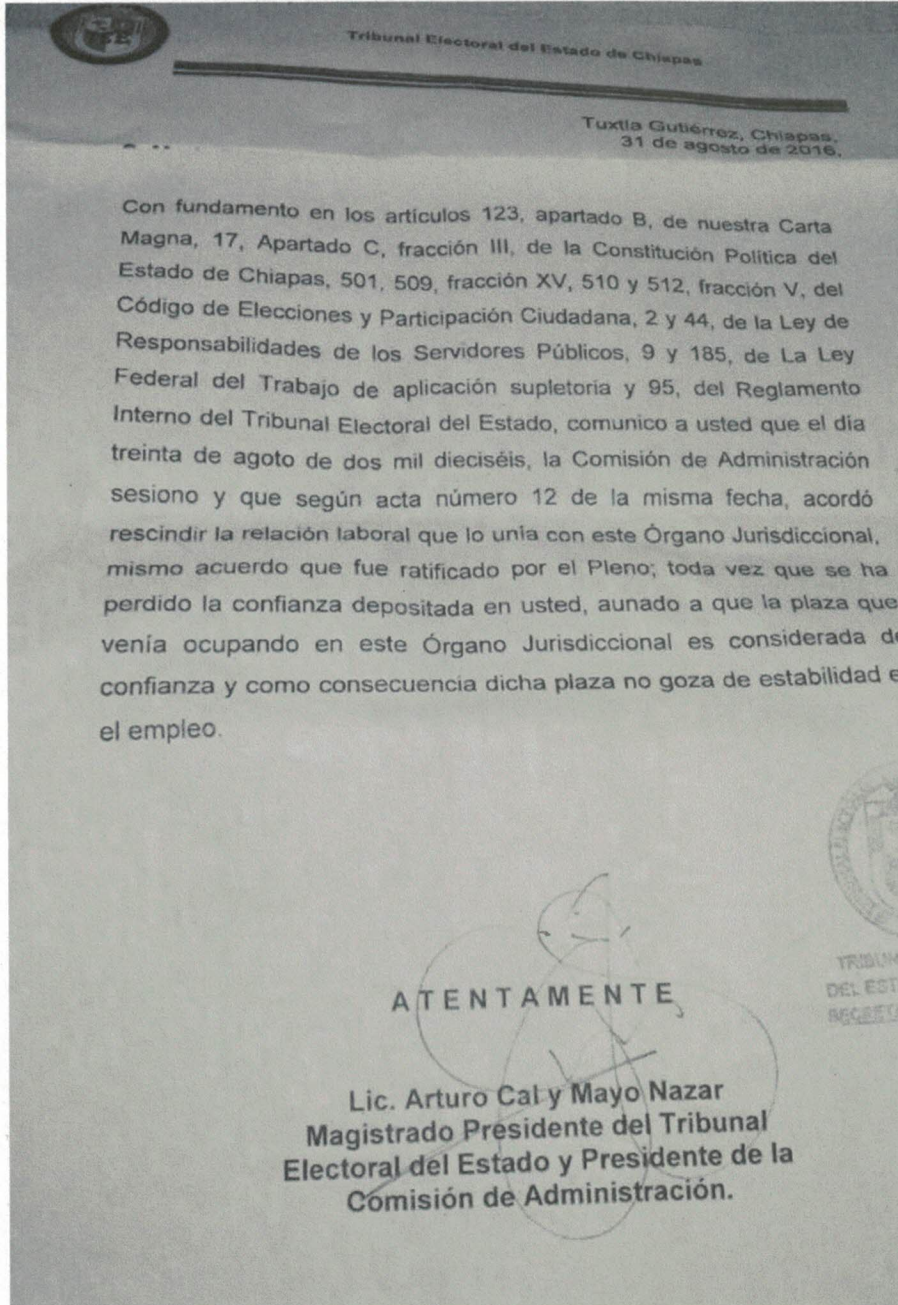 Tribunal Electoral del Estado de Chiapas
Tuxtla Gutiérrez, Chiapas,
31 de agosto de 2016.
Con fundamento en los artículos 123, apartado B, de nuestra Carta
Magna, 17, Apartado C, fracción III, de la Constitución Política del
Estado de Chiapas, 501, 509, fracción XV, 510 y 512, fracción V, del
Código de Elecciones y Participación Ciudadana, 2 y 44, de la Ley de
Responsabilidades de los Servidores Públicos, 9 y 185, de La Ley
Federal del Trabajo de aplicación supletoria y 95, del Reglamento
Interno del Tribunal Electoral del Estado, comunico a usted que el día
treinta de agoto de dos mil dieciséis, la Comisión de Administración
sesiono y que según acta número 12 de la misma fecha, acordó
rescindir la relación laboral que lo unía con este Órgano Jurisdiccional,
mismo acuerdo que fue ratificado por el Pleno; toda vez que se ha
perdido la confianza depositada en usted, aunado a que la plaza que
venía ocupando en este Órgano Jurisdiccional es considerada de
confianza y como consecuencia dicha plaza no goza de estabilidad e
el empleo.
TRIBUN
DEL EST
SECRET
ATENTAMENTE
Lic. Arturo Cal y Mayo Nazar
Magistrado Presidente del Tribunal
Electoral del Estado y Presidente de la
Comisión de Administración.